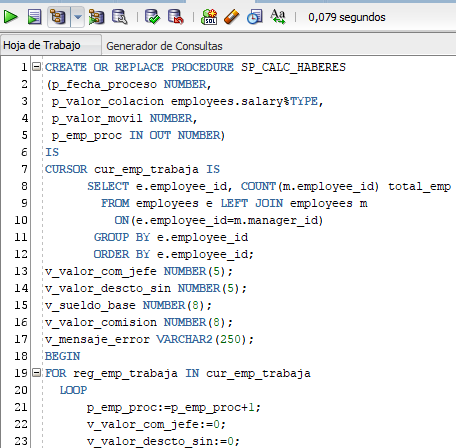 0,079 segundos
Hoja de Trabajo Generador de Consultas
1 CREATE OR REPLACE PROCEDURE SP_CALC_HABERES
2 (p_fecha_proceso NUMBER,
3 p_valor_colacion employees.salary%TYPE,
4 p_valor_movil NUMBER,
5 p_emp_proc IN OUT NUMBER)
6 IS
7 CURSOR cur_emp_trabaja IS
8 SELECT e.employee_id, COUNT(m.employee_id) total_emp
9 FROM employees e LEFT JOIN employees m
10 ON(e.employee_id=m.manager_id)
11 GROUP BY e.employee_id
12 ORDER BY e.employee_id;
13 v_valor_com_jefe NUMBER(5);
14 v_valor_descto_sin NUMBER(5);
15 v_sueldo_base NUMBER(8);
16 v_valor_comision NUMBER(8);
17 v_mensaje_error VARCHAR2(250);
18 BEGIN
19 FOR reg_emp_trabaja IN cur_emp_trabaja
20 LOOP
21 p_emp_proc:=p_emp_proc+1;
22 v_valor_com_jefe:=0;
23 v_valor_descto_sin:=0;